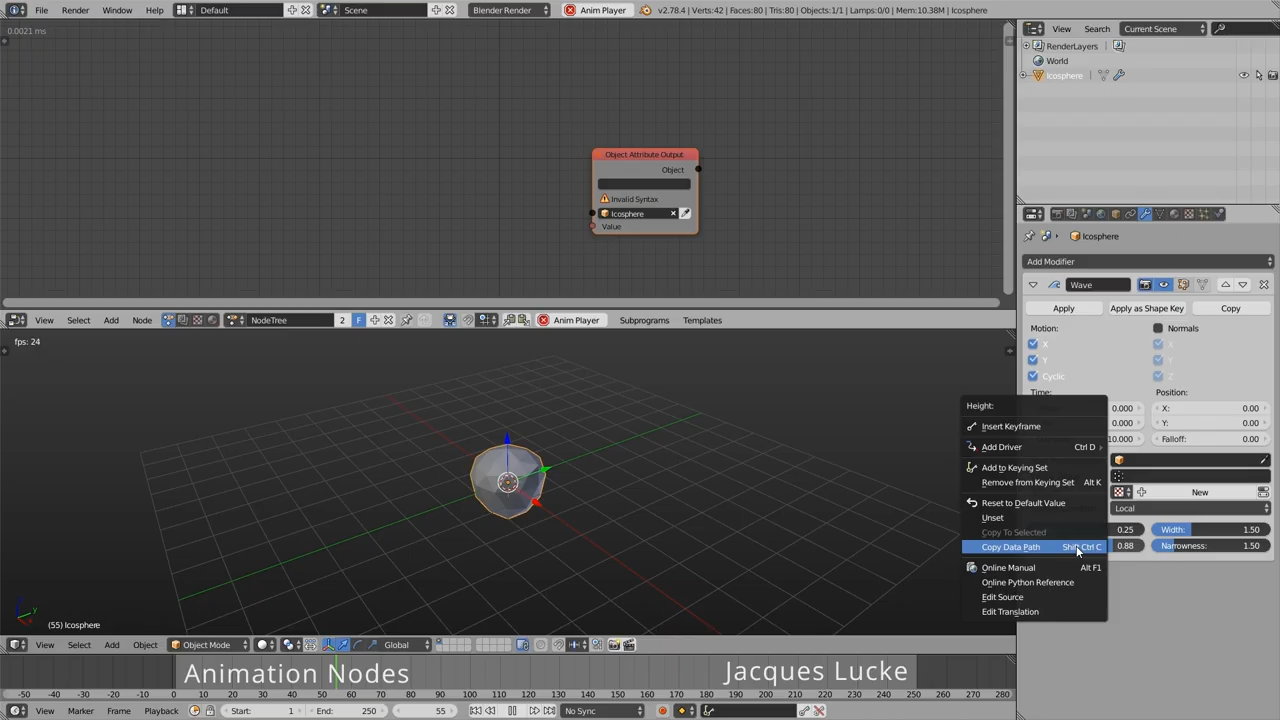 File Render Window Help Default Scene Blender Render Anim Player v2.78.4 | Verts:42 | Faces:80 | Tris:80 | Objects:1/1 | Lamps:0/0 | Mem:10.38M | Icosphere
0.0021 ms
Object Attribute Output
Object
Invalid Syntax
Icosphere
Value
View Select Add Node NodeTree 2 F Anim Player Subprograms Templates
fps: 24
(55) Icosphere
View Select Add Object Object Mode Global
Animation Nodes
Jacques Lucke
-50 -40 -30 -20 -10 0 10 20 30 40 50 60 70 80 90 100 110 120 130 140 150 160 170 180 190 200 210 220 230 240 250 260 270 280
View Marker Frame Playback Start: 1 End: 250 55 No Sync
View Search Current Scene
RenderLayers
World
Icosphere
Icosphere
Add Modifier
Wave
Apply Apply as Shape Key Copy
Motion: Normals
X X
Y Y
Cyclic Z
Time: Position:
0.000 X: 0.00
0.000 Y: 0.00
10.000 Falloff: 0.00
New
Local
0.25 Width: 1.50
0.88 Narrowness: 1.50
Height:
Insert Keyframe
Add Driver Ctrl D
Add to Keying Set
Remove from Keying Set Alt K
Reset to Default Value
Unset
Copy To Selected
Copy Data Path Shift Ctrl C
Online Manual Alt F1
Online Python Reference
Edit Source
Edit Translation